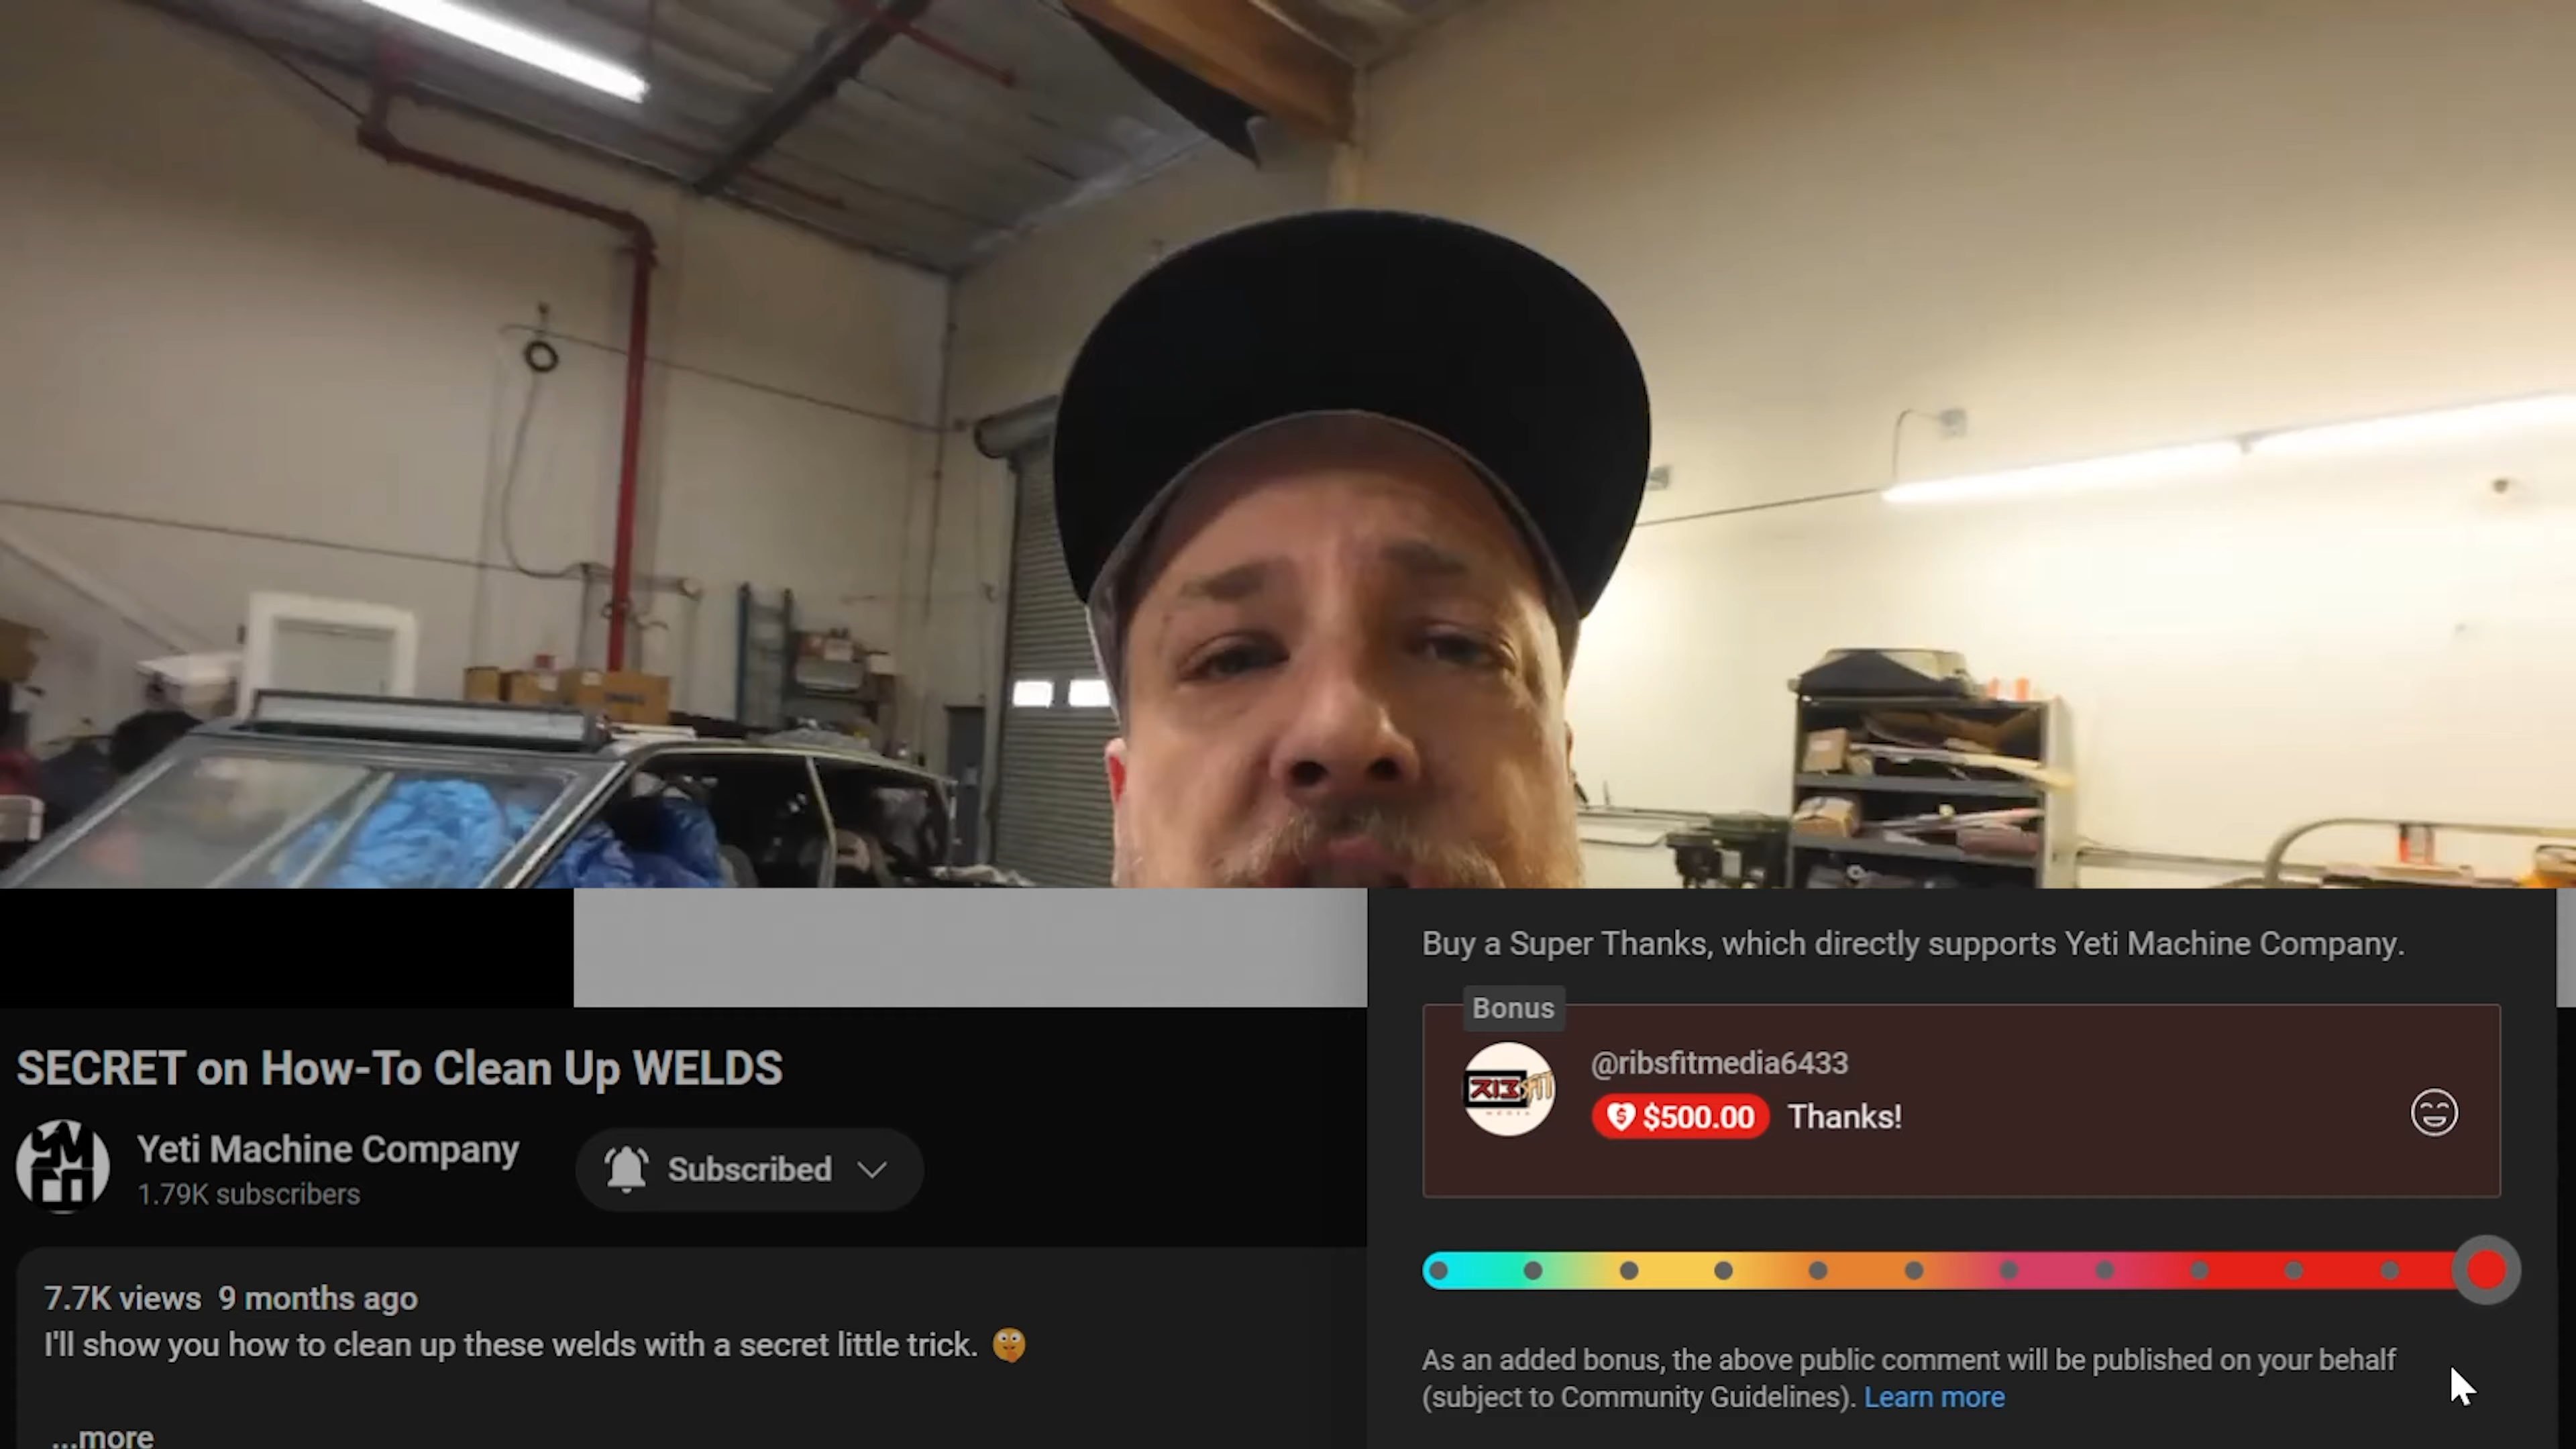 SECRET on How-To Clean Up WELDS
Yeti Machine Company
1.79K subscribers
Subscribed
7.7K views 9 months ago
I'll show you how to clean up these welds with a secret little trick. 🤫
...more
Buy a Super Thanks, which directly supports Yeti Machine Company.
Bonus
@ribsfitmedia6433
$500.00 Thanks!
As an added bonus, the above public comment will be published on your behalf
(subject to Community Guidelines). Learn more